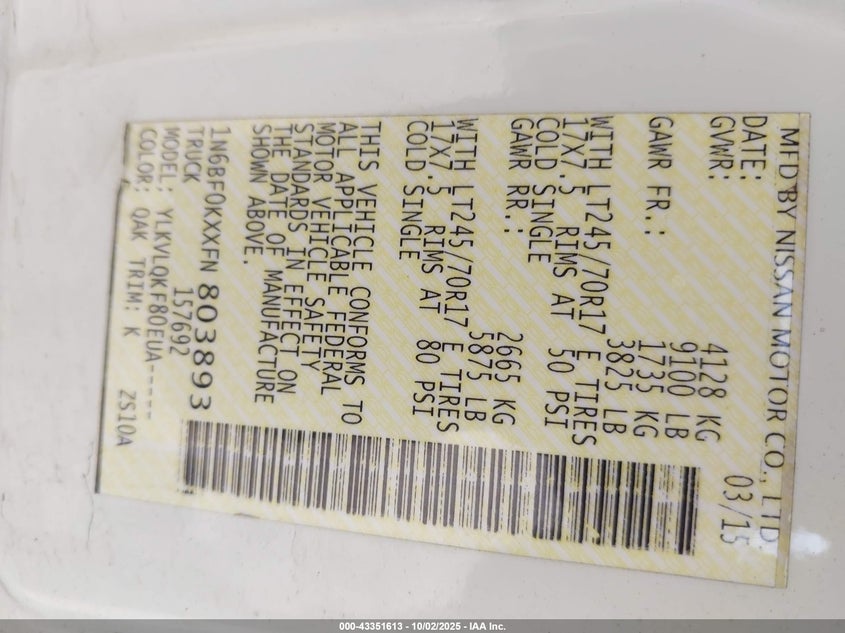 MFD BY NISSAN MOTOR CO., LTD.
DATE: 03/15
GVWR: 4128 KG
9100 LB
GAWR FR.: 1735 KG
3825 LB
WITH LT245/70R17 E TIRES
17X7.5 RIMS AT 50 PSI
COLD SINGLE
GAWR RR.: 2665 KG
5875 LB
WITH LT245/70R17 E TIRES
17X7.5 RIMS AT 80 PSI
COLD SINGLE
THIS VEHICLE CONFORMS TO
ALL APPLICABLE FEDERAL
MOTOR VEHICLE SAFETY
STANDARDS IN EFFECT ON
THE DATE OF MANUFACTURE
SHOWN ABOVE.
1N6BF0KXXFN803893
TRUCK 157692
MODEL: YLKVLQKF80EUA-----
COLOR: QAK TRIM: K ZS10A
000-43351613 - 10/02/2025 - IAA Inc.